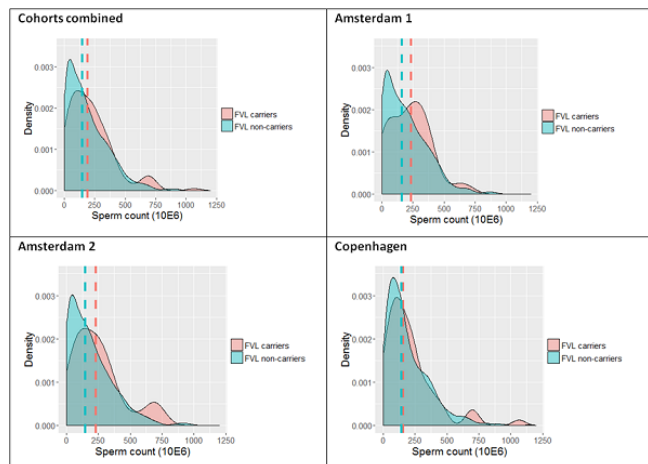 Cohorts combined
0.003
0.002
0.001
0.000
Density
0 250 500 750 1000 1250
Sperm count (10E6)
FVL carriers
FVL non-carriers
Amsterdam 1
0.003
0.002
0.001
0.000
Density
0 250 500 750 1000 1250
Sperm count (10E6)
FVL carriers
FVL non-carriers
Amsterdam 2
0.003
0.002
0.001
0.000
Density
0 250 500 750 1000 1250
Sperm count (10E6)
FVL carriers
FVL non-carriers
Copenhagen
0.003
0.002
0.001
0.000
Density
0 250 500 750 1000 1250
Sperm count (10E6)
FVL carriers
FVL non-carriers